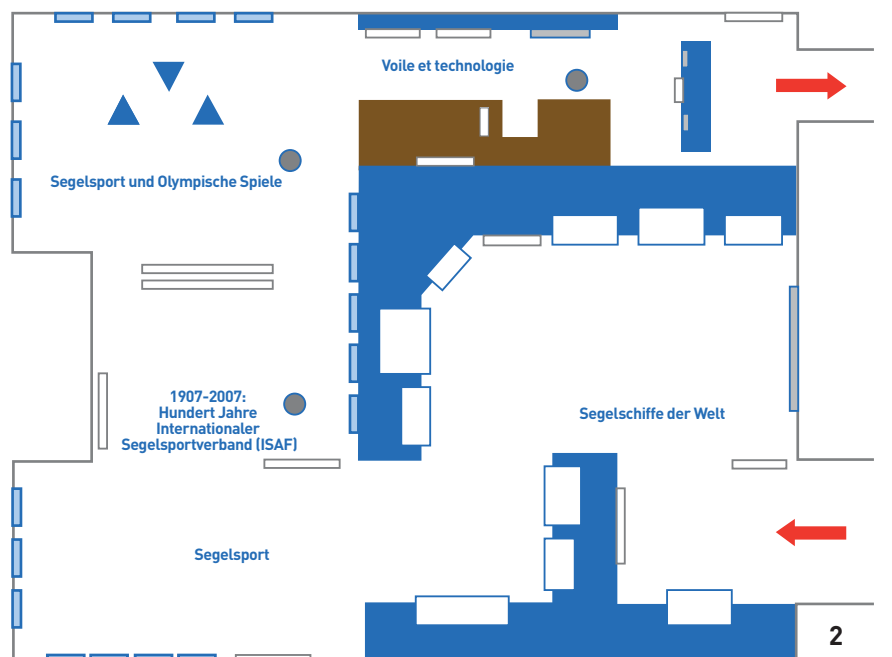 Voile et technologie
Segelsport und Olympische Spiele
1907-2007:
Hundert Jahre
Internationaler
Segelsportverband (ISAF)
Segelschiffe der Welt
Segelsport
2